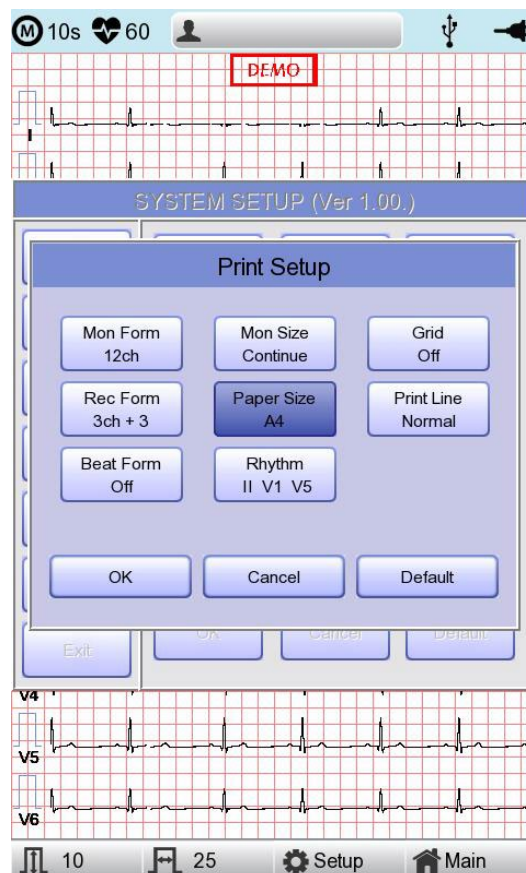 M 10s 60
DEMO
I
SYSTEM SETUP (Ver 1.00.)
Print Setup
Mon Form
12ch
Mon Size
Continue
Grid
Off
Rec Form
3ch + 3
Paper Size
A4
Print Line
Normal
Beat Form
Off
Rhythm
II V1 V5
OK
Cancel
Default
Exit
OK
Cancel
Default
V4
V5
V6
10
25
Setup
Main